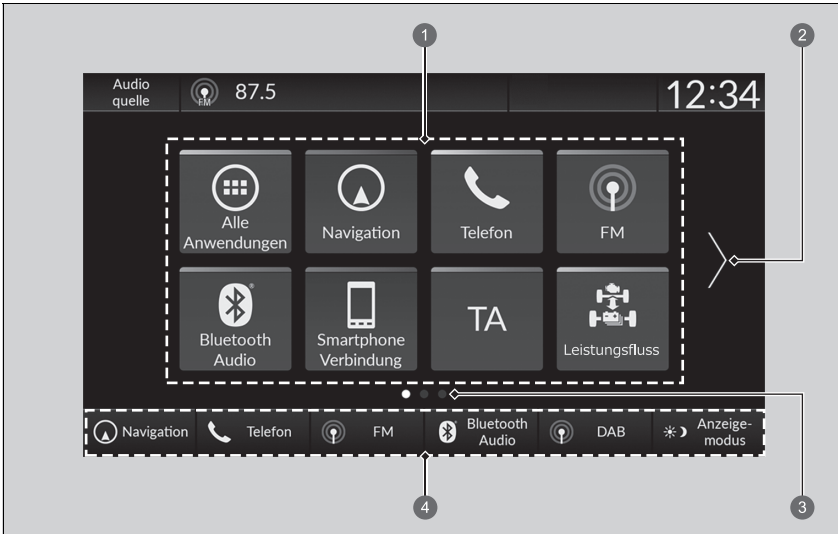 1
2
Audio
quelle
FM
87.5
12:34
Alle
Anwendungen
Navigation
Telefon
FM
Bluetooth®
Audio
Smartphone
Verbindung
TA
Leistungsfluss
Navigation
Telefon
FM
Bluetooth®
Audio
DAB
Anzeige-
modus
4
3